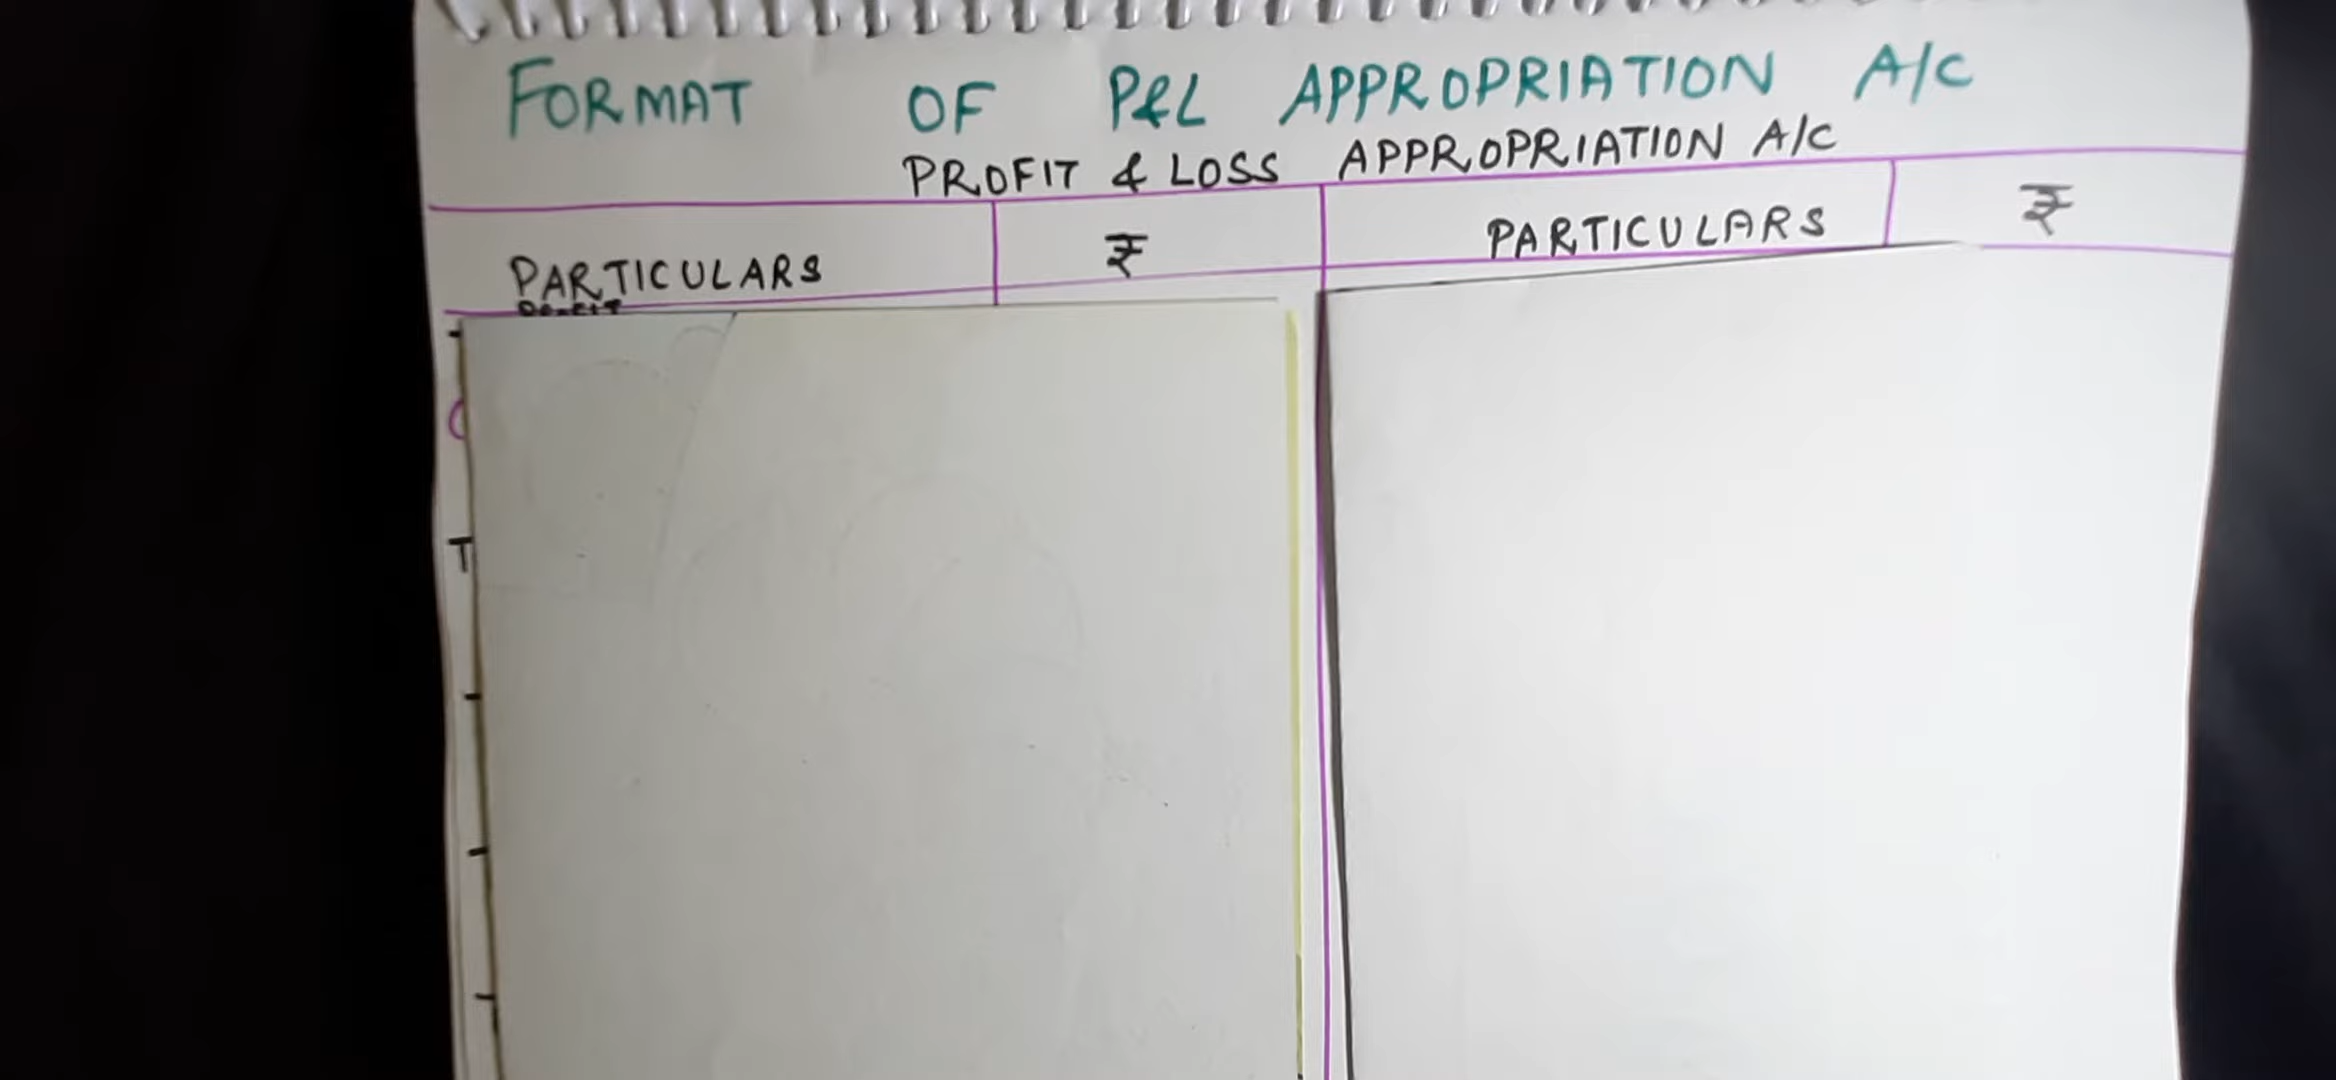 FORMAT OF P&L APPROPRIATION A/C
PROFIT & LOSS APPROPRIATION A/C
PARTICULARS ₹ PARTICULARS ₹
T